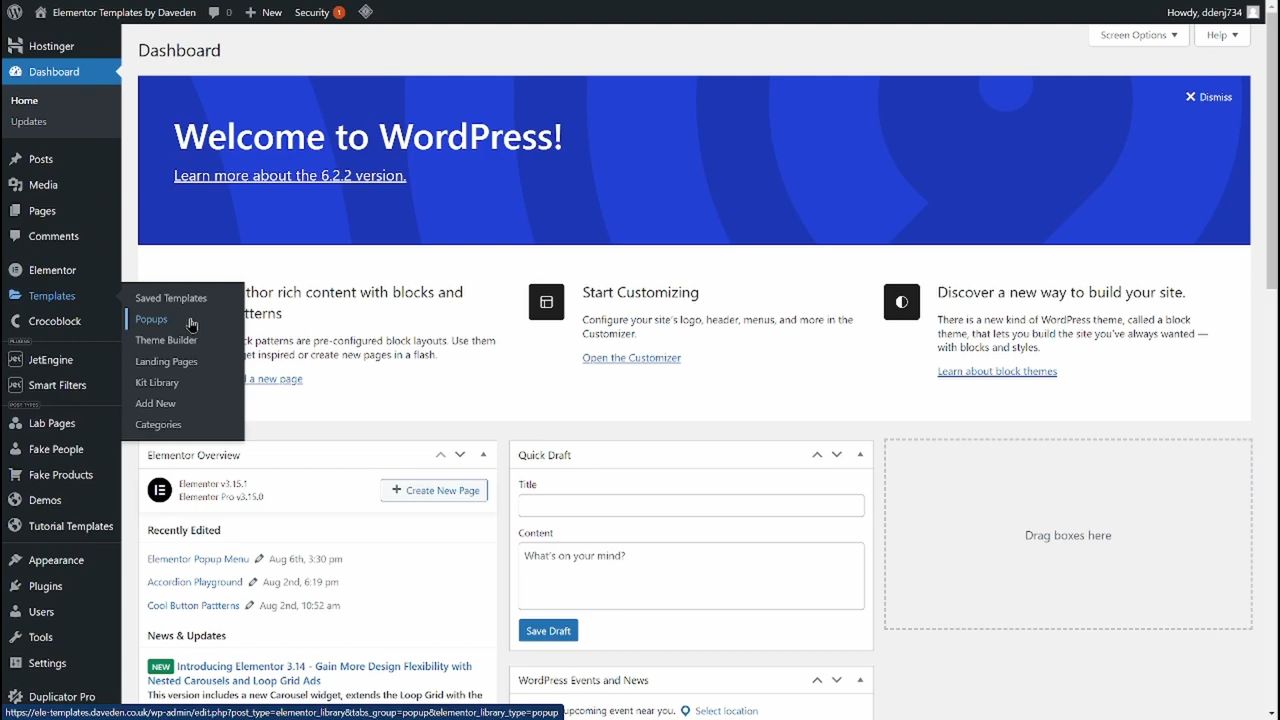 Elementor Templates by Daveden
0
New
Security
1
Howdy, ddenj734
Hostinger
Dashboard
Home
Updates
Posts
Media
Pages
Comments
Elementor
Templates
Crocoblock
JetEngine
Smart Filters
Lab Pages
Fake People
Fake Products
Demos
Tutorial Templates
Appearance
Plugins
Users
Tools
Settings
Duplicator Pro
Saved Templates
Popups
Theme Builder
Landing Pages
Kit Library
Add New
Categories
Dashboard
Screen Options
Help
Dismiss
Welcome to WordPress!
Learn more about the 6.2.2 version.
thor rich content with blocks and
tterns
ck patterns are pre-configured block layouts. Use them
get inspired or create new pages in a flash.
d a new page
Start Customizing
Configure your site's logo, header, menus, and more in the
Customizer.
Open the Customizer
Discover a new way to build your site.
There is a new kind of WordPress theme, called a block
theme, that lets you build the site you've always wanted —
with blocks and styles.
Learn about block themes
Elementor Overview
Elementor v3.15.1
Elementor Pro v3.15.0
Create New Page
Recently Edited
Elementor Popup Menu Aug 6th, 3:30 pm
Accordion Playground Aug 2nd, 6:19 pm
Cool Button Patterns Aug 2nd, 10:52 am
News & Updates
NEW Introducing Elementor 3.14 - Gain More Design Flexibility with
Nested Carousels and Loop Grid Ads
This version includes a new Carousel widget, extends the Loop Grid with the
Quick Draft
Title
Content
What's on your mind?
Save Draft
WordPress Events and News
upcoming event near you.
Select location
Drag boxes here
https://ele-templates.daveden.co.uk/wp-admin/edit.php?post_type=elementor_library&tabs_group=popup&elementor_library_type=popup